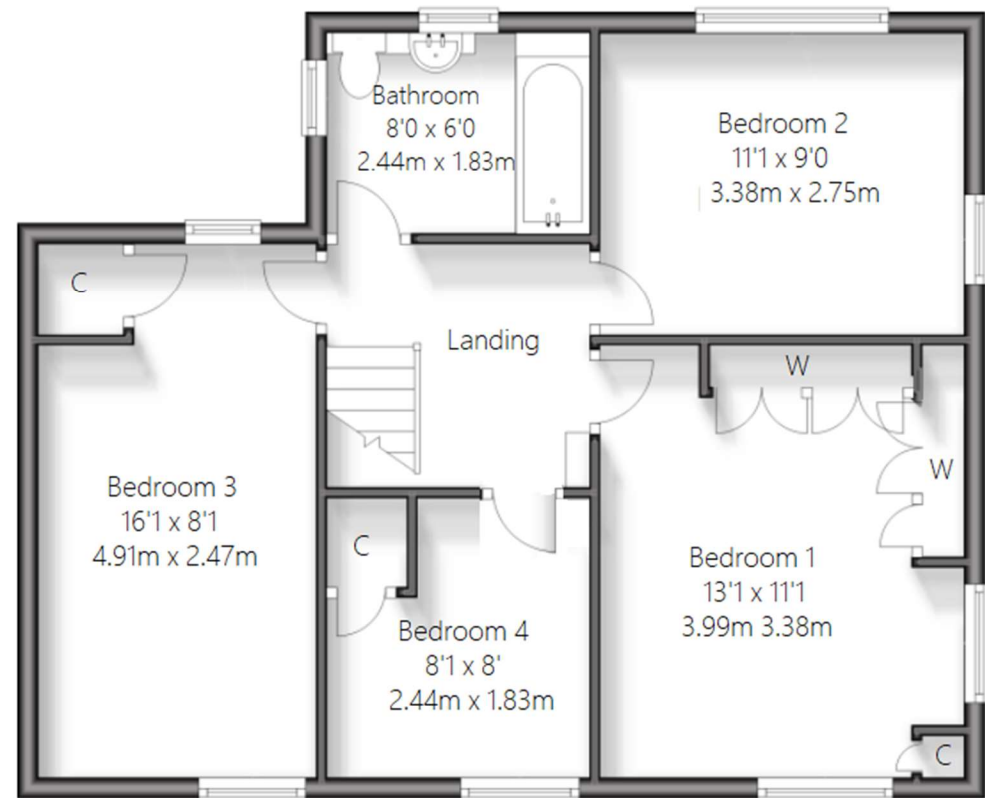 Bathroom
8'0 x 6'0
2.44m x 1.83m
Bedroom 2
11'1 x 9'0
3.38m x 2.75m
C
Landing
W
W
Bedroom 3
16'1 x 8'1
4.91m x 2.47m
C
Bedroom 4
8'1 x 8'
2.44m x 1.83m
Bedroom 1
13'1 x 11'1
3.99m 3.38m
C